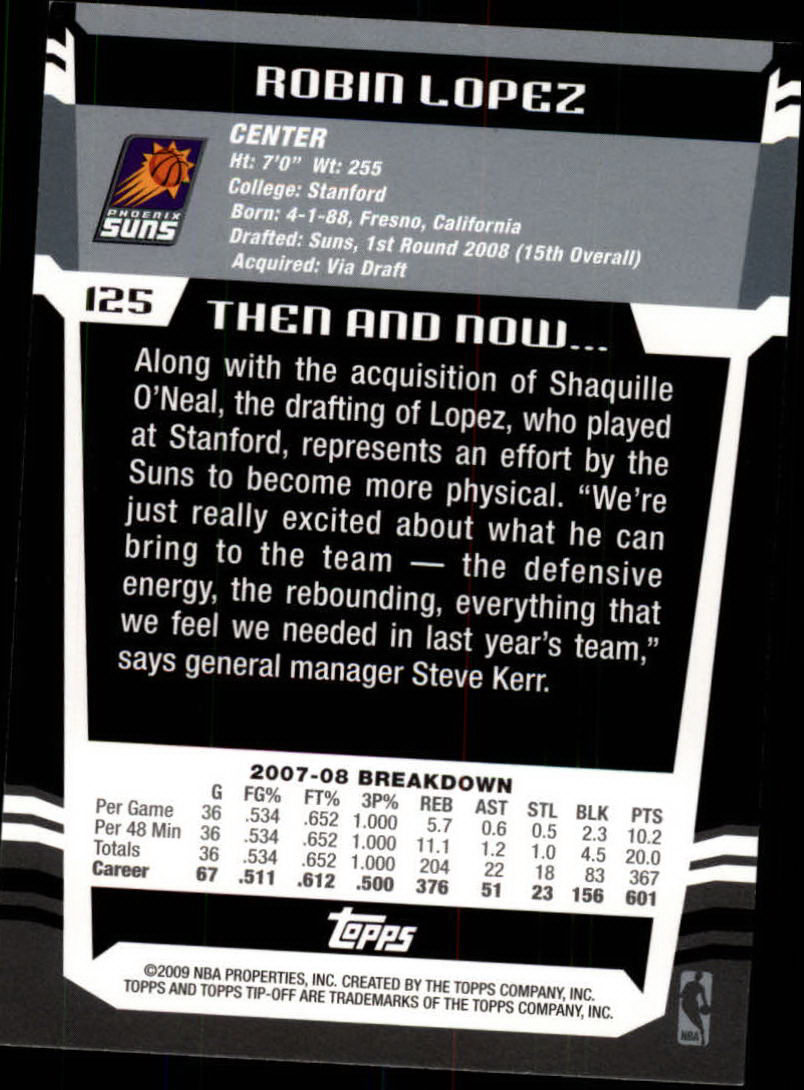 ROBIN LOPEZ
PHOENIX
SUNS
CENTER
Ht: 7'0" Wt: 255
College: Stanford
Born: 4-1-88, Fresno, California
Drafted: Suns, 1st Round 2008 (15th Overall)
Acquired: Via Draft
125
THEN AND NOW...
Along with the acquisition of Shaquille
O'Neal, the drafting of Lopez, who played
at Stanford, represents an effort by the
Suns to become more physical. “We're
just really excited about what he can
bring to the team — the defensive
energy, the rebounding, everything that
we feel we needed in last year's team,”
says general manager Steve Kerr.
2007-08 BREAKDOWN
G FG% FT% 3P% REB AST STL BLK PTS
Per Game 36 .534 .652 1.000 5.7 0.6 0.5 2.3 10.2
Per 48 Min 36 .534 .652 1.000 11.1 1.2 1.0 4.5 20.0
Totals 36 .534 .652 1.000 204 22 18 83 367
Career 67 .511 .612 .500 376 51 23 156 601
Topps
©2009 NBA PROPERTIES, INC. CREATED BY THE TOPPS COMPANY, INC.
TOPPS AND TOPPS TIP-OFF ARE TRADEMARKS OF THE TOPPS COMPANY, INC.
NBA